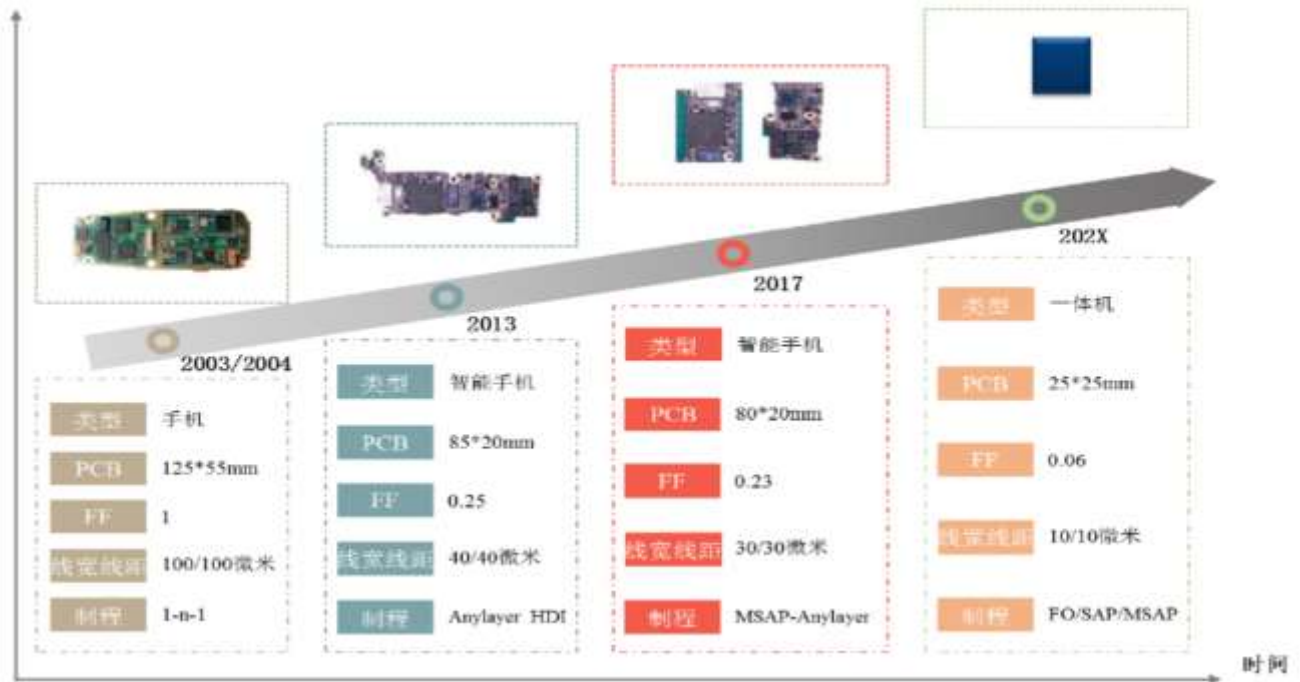 2003/2004
类型 手机
PCB 125*55mm
FF 1
线宽线距 100/100微米
制程 1-n-1
2013
类型 智能手机
PCB 85*20mm
FF 0.25
线宽线距 40/40微米
制程 Anylayer HDI
2017
类型 智能手机
PCB 80*20mm
FF 0.23
线宽线距 30/30微米
制程 MSAP-Anylayer
202X
类型 一体机
PCB 25*25mm
FF 0.06
线宽线距 10/10微米
制程 FO/SAP/MSAP
时间